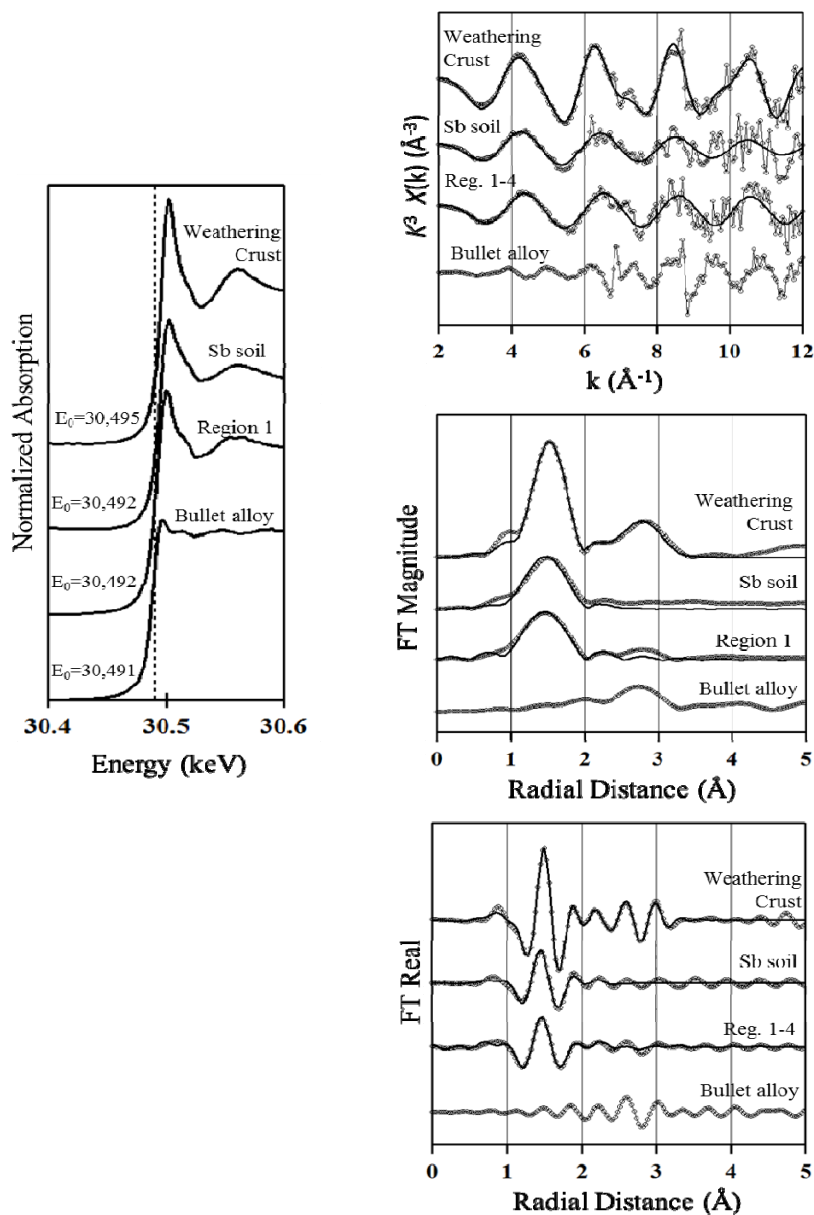 Normalized Absorption
Weathering
Crust
Sb soil
E₀=30,495
Region 1
E₀=30,492
Bullet alloy
E₀=30,492
E₀=30,491
30.4 30.5 30.6
Energy (keV)
K³ χ(k) (Å⁻³)
Weathering
Crust
Sb soil
Reg. 1-4
Bullet alloy
2 4 6 8 10 12
k (Å⁻¹)
FT Magnitude
Weathering
Crust
Sb soil
Region 1
Bullet alloy
0 1 2 3 4 5
Radial Distance (Å)
FT Real
Weathering
Crust
Sb soil
Reg. 1-4
Bullet alloy
0 1 2 3 4 5
Radial Distance (Å)